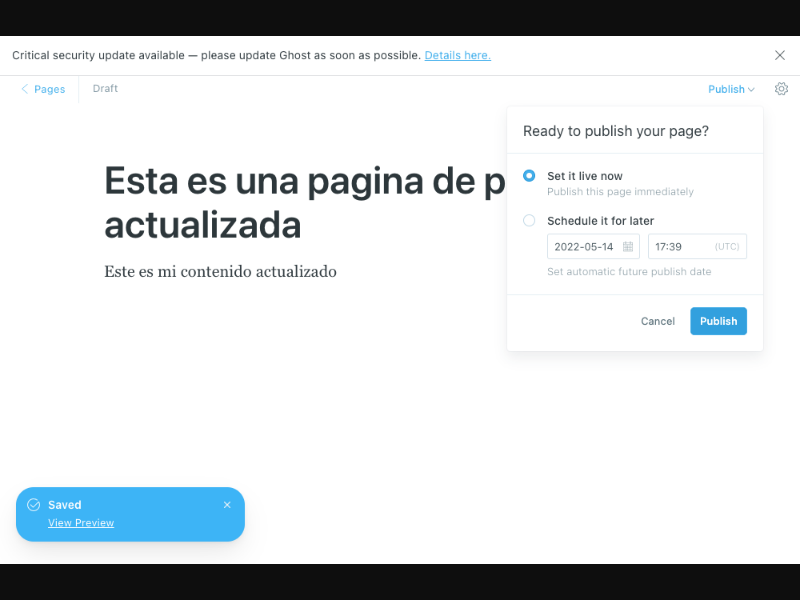 Critical security update available — please update Ghost as soon as possible. Details here.
Pages
Draft
Publish
Ready to publish your page?
Esta es una pagina de p
actualizada
Este es mi contenido actualizado
Set it live now
Publish this page immediately
Schedule it for later
2022-05-14
17:39 (UTC)
Set automatic future publish date
Cancel
Publish
Saved
View Preview